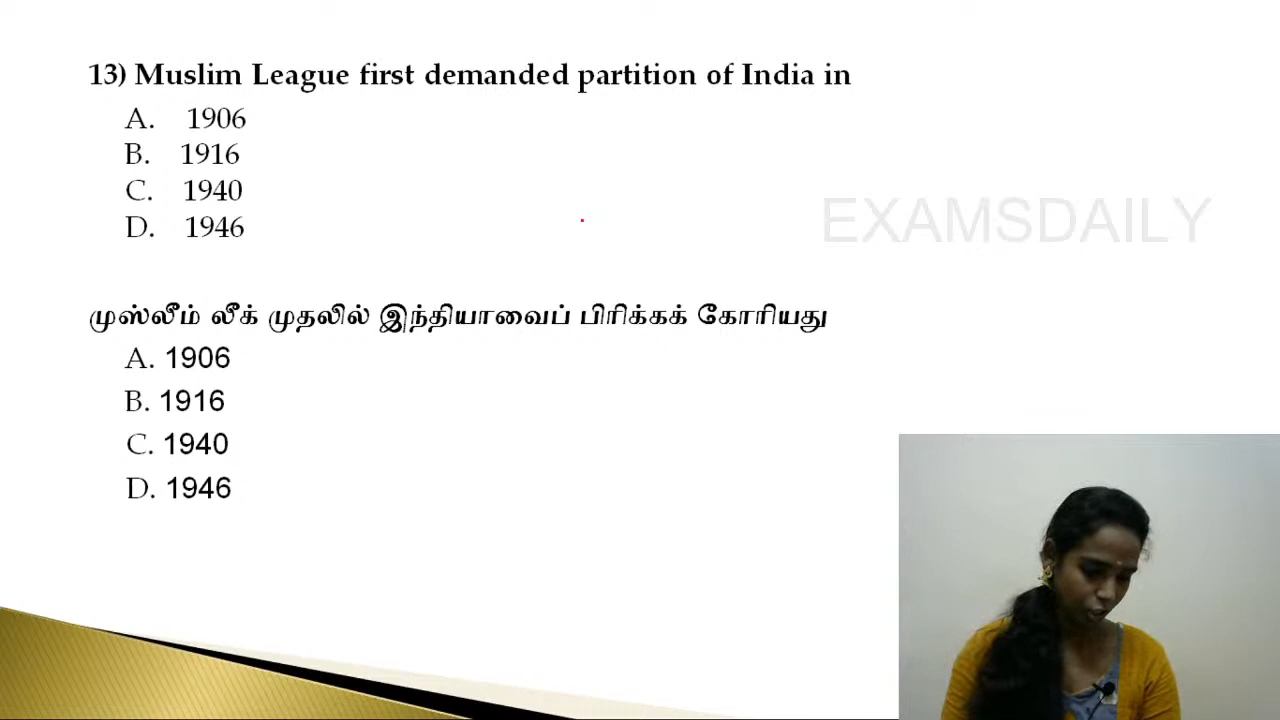 13) Muslim League first demanded partition of India in
A. 1906
B. 1916
C. 1940
D. 1946
EXAMSDAILY
முஸ்லீம் லீக் முதலில் இந்தியாவைப் பிரிக்கக் கோரியது
A. 1906
B. 1916
C. 1940
D. 1946